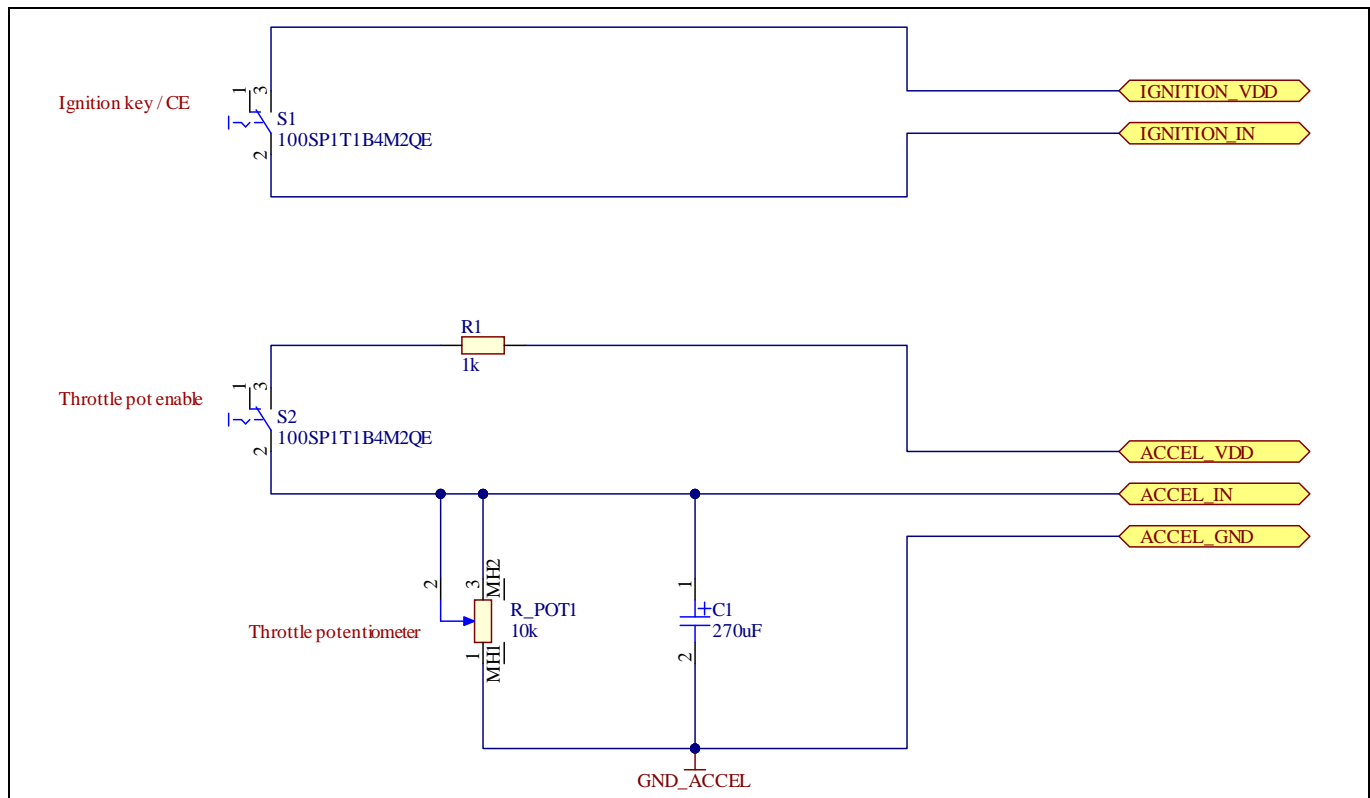 IGNITION_VDD
Ignition key / CE
1
3
S1
100SP1T1B4M2QE
2
IGNITION_IN
R1
1k
Throttle pot enable
1
3
S2
100SP1T1B4M2QE
2
ACCEL_VDD
ACCEL_IN
ACCEL_GND
2
3
MH2
R_POT1
10k
Throttle potentiometer
1
MH1
1
+
C1
270uF
2
GND_ACCEL